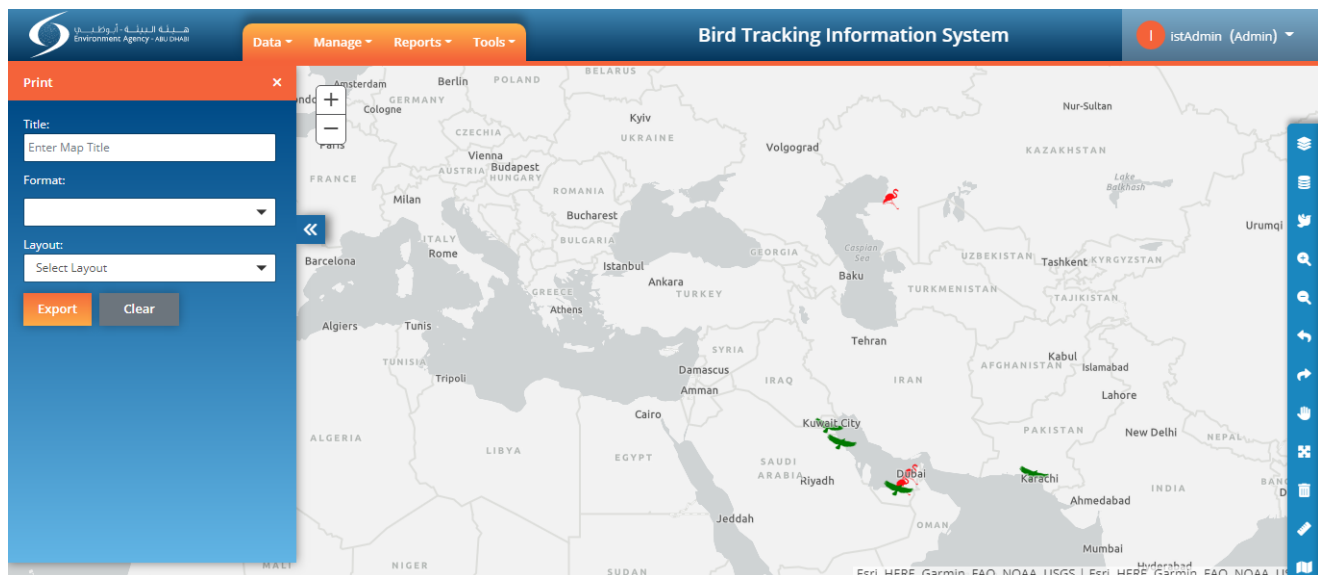 هـيـئة البيئـة - أبـوظبـي
Environment Agency - ABU DHABI
Data
Manage
Reports
Tools
Bird Tracking Information System
I
istAdmin (Admin)
Print
×
Title:
Enter Map Title
Format:
Layout:
Select Layout
Export
Clear
+
−
«
BELARUS
Amsterdam
Berlin
POLAND
GERMANY
Cologne
Kyiv
Nur-Sultan
CZECHIA
UKRAINE
Paris
Vienna
Volgograd
KAZAKHSTAN
AUSTRIA
Budapest
HUNGARY
FRANCE
Lake
Balkhash
ROMANIA
Milan
Bucharest
Urumqi
ITALY
BULGARIA
Rome
GEORGIA
Caspian
Sea
UZBEKISTAN
Tashkent
KYRGYZSTAN
Barcelona
Istanbul
Baku
Ankara
TURKEY
TURKMENISTAN
GREECE
TAJIKISTAN
Athens
Algiers
Tunis
Tehran
SYRIA
Kabul
TUNISIA
AFGHANISTAN
Islamabad
Damascus
Tripoli
IRAQ
IRAN
Amman
Lahore
Cairo
Kuwait City
PAKISTAN
New Delhi
NEPAL
ALGERIA
LIBYA
EGYPT
SAUDI
ARABIA
Riyadh
Dubai
Karachi
INDIA
Ahmedabad
Jeddah
OMAN
Mumbai
Hyderabad
MALI
NIGER
SUDAN
Esri, HERE, Garmin, FAO, NOAA, USGS | Esri, HERE, Garmin, FAO, NOAA, US